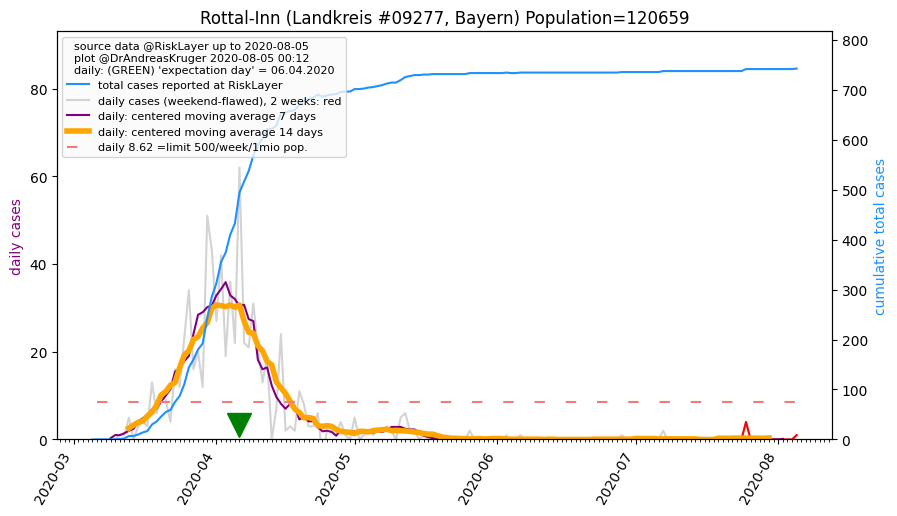 Rottal-Inn (Landkreis #09277, Bayern) Population=120659
source data @RiskLayer up to 2020-08-05
plot @DrAndreasKruger 2020-08-05 00:12
daily: (GREEN) 'expectation day' = 06.04.2020
total cases reported at RiskLayer
daily cases (weekend-flawed), 2 weeks: red
daily: centered moving average 7 days
daily: centered moving average 14 days
daily 8.62 =limit 500/week/1mio pop.
daily cases
0
20
40
60
80
cumulative total cases
0
100
200
300
400
500
600
700
800
2020-03
2020-04
2020-05
2020-06
2020-07
2020-08